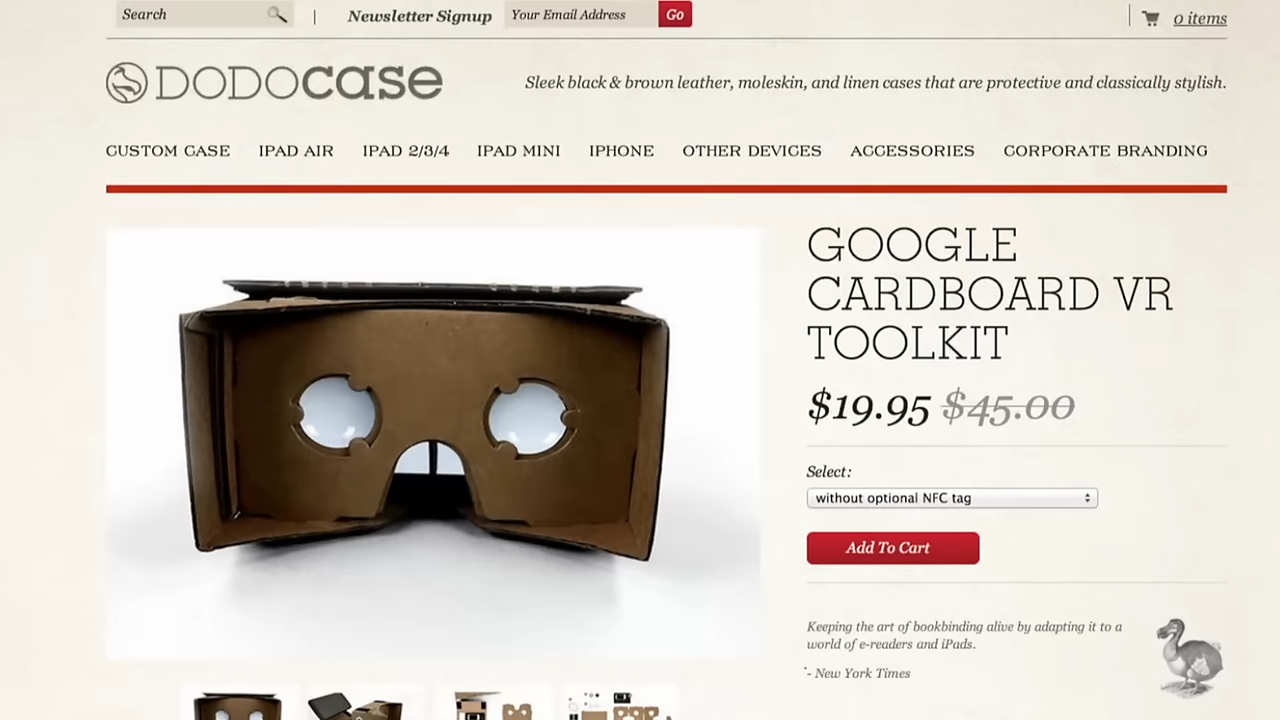 Search
Newsletter Signup
Your Email Address
Go
0 items
DODOcase
Sleek black & brown leather, moleskin, and linen cases that are protective and classically stylish.
CUSTOM CASE IPAD AIR IPAD 2/3/4 IPAD MINI IPHONE OTHER DEVICES ACCESSORIES CORPORATE BRANDING
GOOGLE
CARDBOARD VR
TOOLKIT
$19.95 $45.00
Select:
without optional NFC tag
Add To Cart
Keeping the art of bookbinding alive by adapting it to a
world of e-readers and iPads.
- New York Times